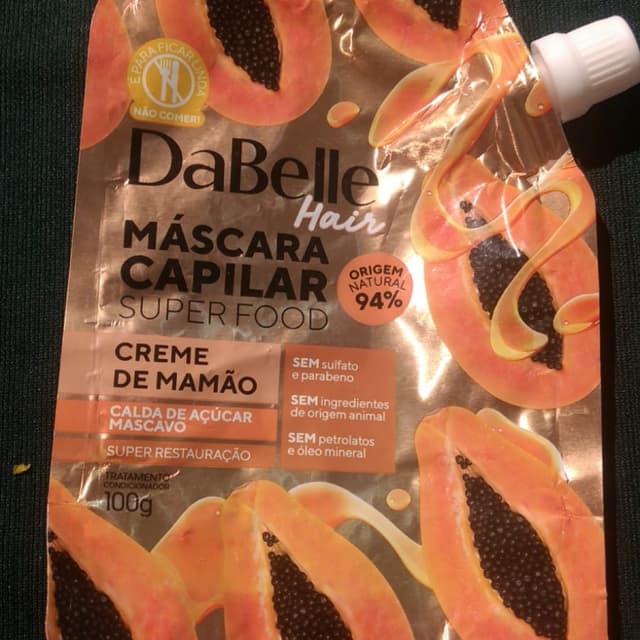 É PARA FICAR LINDA
NÃO COMER!
DaBelle
Hair
MÁSCARA
CAPILAR
SUPER FOOD
ORIGEM
NATURAL
94%
CREME
DE MAMÃO
CALDA DE AÇÚCAR
MASCAVO
SUPER RESTAURAÇÃO
SEM sulfato
e parabeno
SEM ingredientes
de origem animal
SEM petrolatos
e óleo mineral
TRATAMENTO
CONDICIONADOR
100g